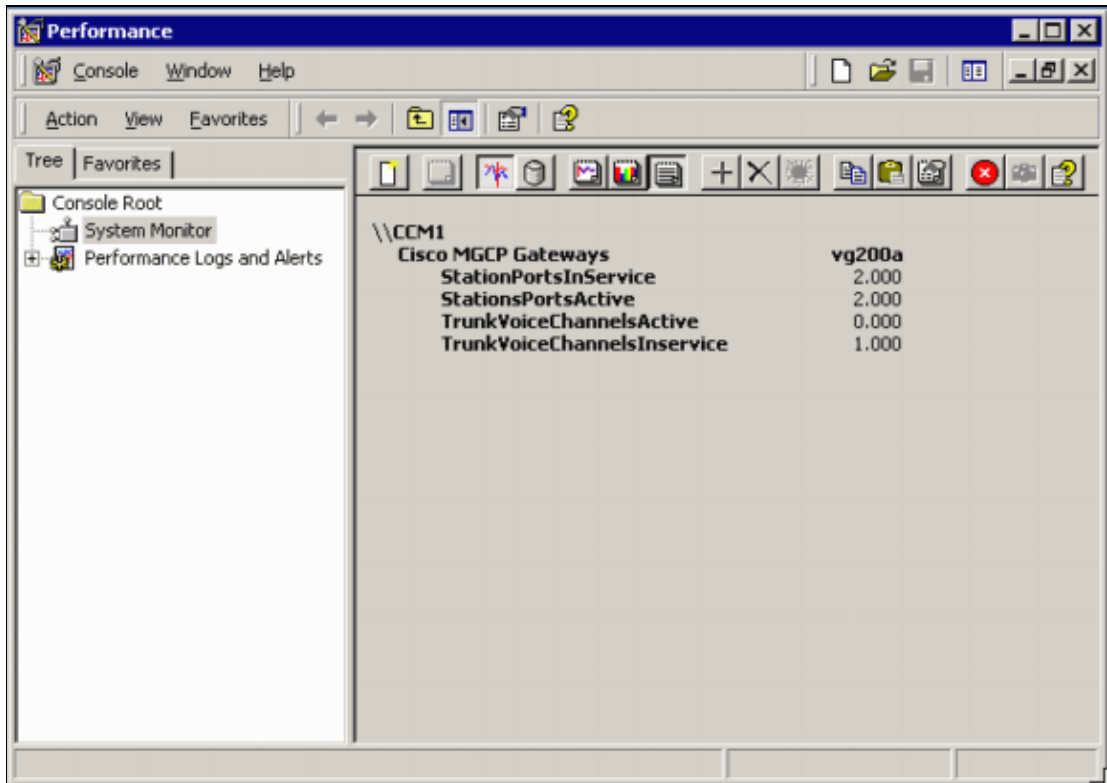 Performance
Console Window Help
Action View Favorites
Tree Favorites
Console Root
System Monitor
Performance Logs and Alerts
\\CCM1
Cisco MGCP Gateways vg200a
StationPortsInService 2.000
StationsPortsActive 2.000
TrunkVoiceChannelsActive 0.000
TrunkVoiceChannelsInservice 1.000